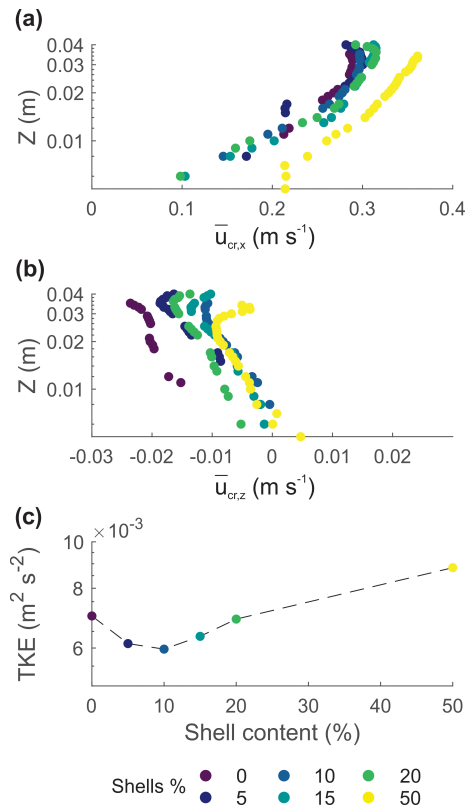 (a)
0.04
0.03
0.02
0.01
Z (m)
0 0.1 0.2 0.3 0.4
u̅cr,x (m s-1)
(b)
0.04
0.03
0.02
0.01
Z (m)
-0.03 -0.02 -0.01 0 0.01 0.02
u̅cr,z (m s-1)
(c)
× 10-3
10
8
6
TKE (m2 s-2)
0 10 20 30 40 50
Shell content (%)
Shells % 0 10 20
5 15 50